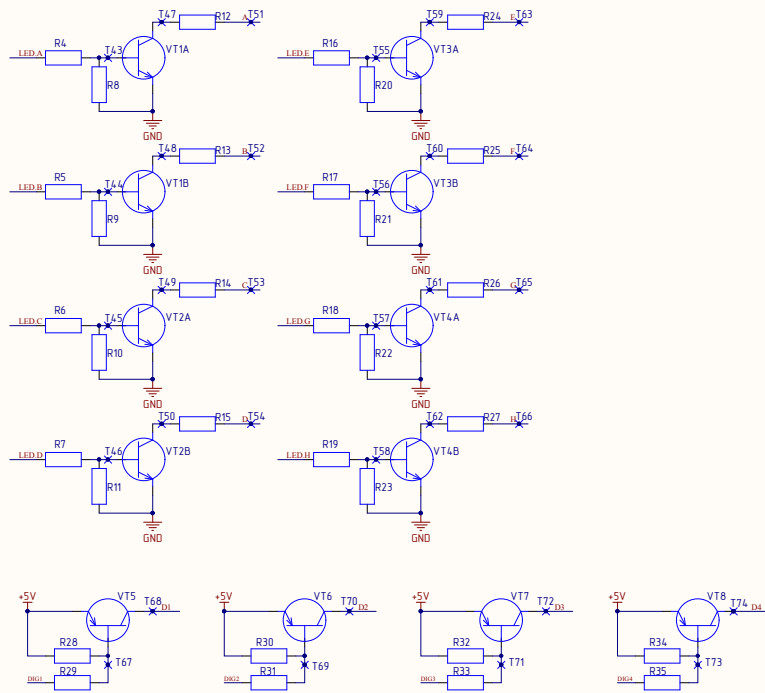 T47 R12 A T51 T59 R24 E T63
R4 R16
LED.A T43 VT1A LED.E T55 VT3A
R8 R20
GND GND
T48 R13 B T52 T60 R25 F T64
R5 R17
LED.B T44 VT1B LED.F T56 VT3B
R9 R21
GND GND
T49 R14 C T53 T61 R26 G T65
R6 R18
LED.C T45 VT2A LED.G T57 VT4A
R10 R22
GND GND
T50 R15 D T54 T62 R27 H T66
R7 R19
LED.D T46 VT2B LED.H T58 VT4B
R11 R23
GND GND
+5V VT5 T68 D1 +5V VT6 T70 D2 +5V VT7 T72 D3 +5V VT8 T74 D4
R28 T67 R30 T69 R32 T71 R34 T73
DIG1 R29 DIG2 R31 DIG3 R33 DIG4 R35